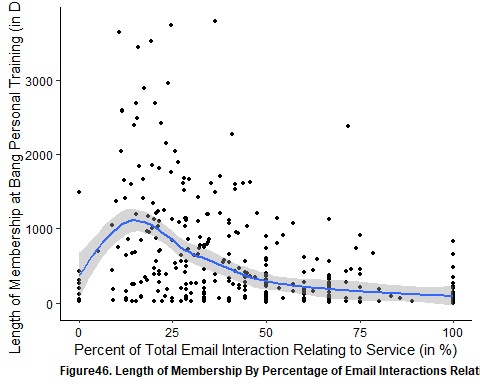 Length of Membership at Bang Personal Training (in D
3000
2000
1000
0
0 25 50 75 100
Percent of Total Email Interaction Relating to Service (in %)
Figure46. Length of Membership By Percentage of Email Interactions Relati